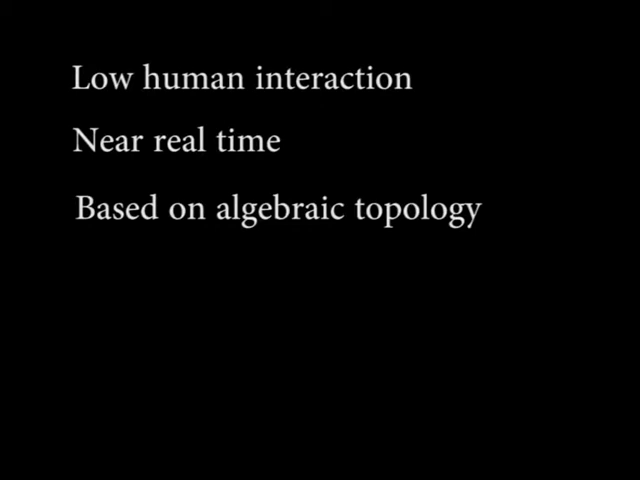 Low human interaction
Near real time
Based on algebraic topology